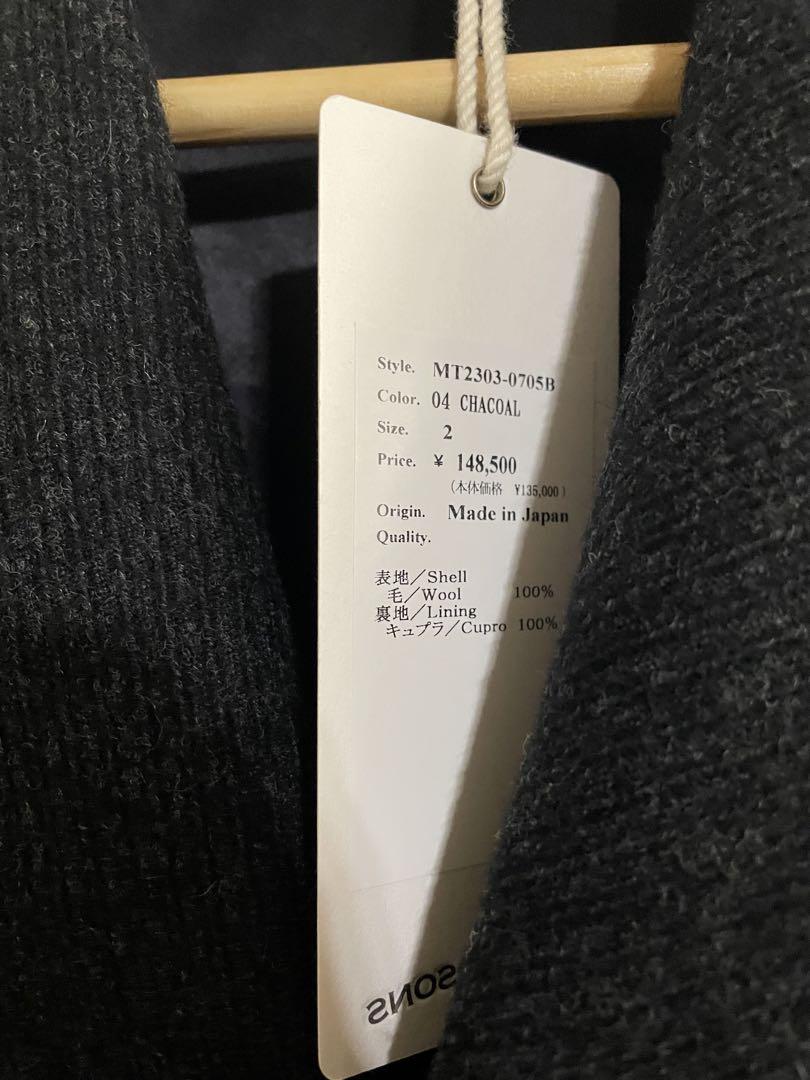 Style. MT2303-0705B
Color. 04 CHACOAL
Size. 2
Price. ¥ 148,500
(本体価格 ¥135,000)
Origin. Made in Japan
Quality.
表地／Shell
毛／Wool 100%
裏地／Lining
キュプラ／Cupro 100%
SONS